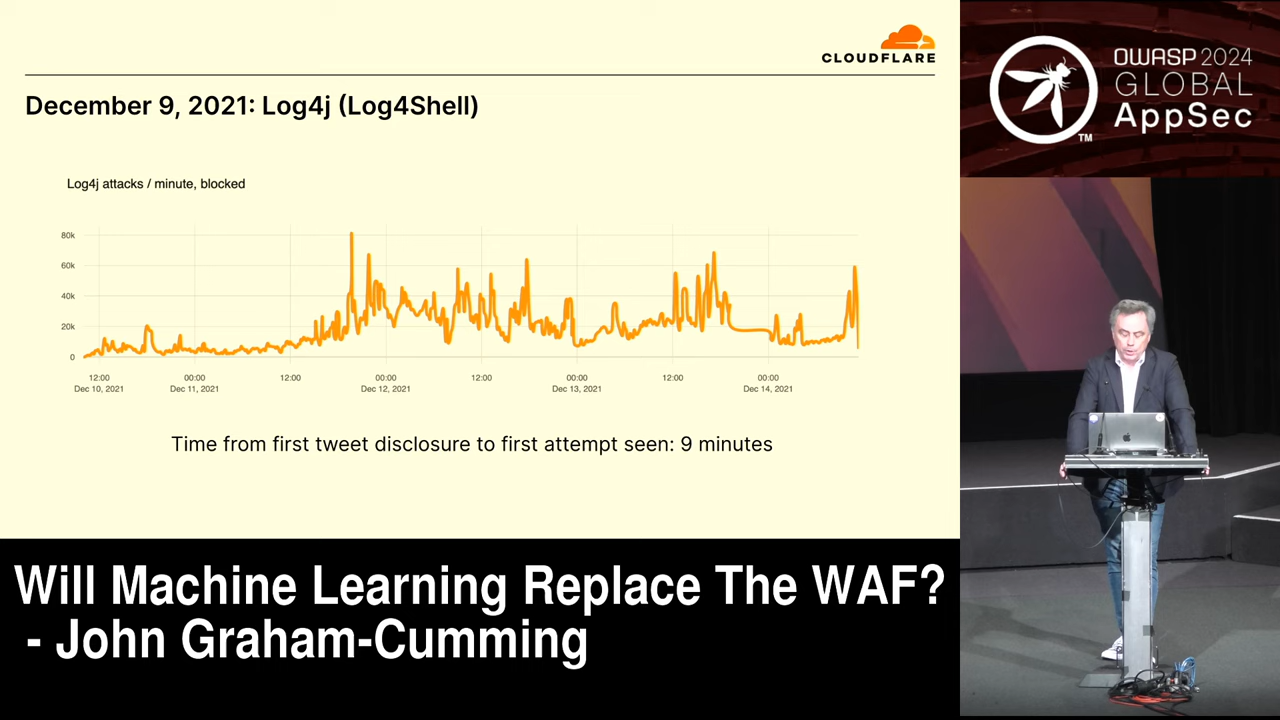 CLOUDFLARE
December 9, 2021: Log4j (Log4Shell)
Log4j attacks / minute, blocked
80k
60k
40k
20k
0
12:00 00:00 12:00 00:00 12:00 00:00 12:00 00:00
Dec 10, 2021 Dec 11, 2021 Dec 12, 2021 Dec 13, 2021 Dec 14, 2021
Time from first tweet disclosure to first attempt seen: 9 minutes
OWASP 2024
GLOBAL
AppSec
TM
Will Machine Learning Replace The WAF?
- John Graham-Cumming